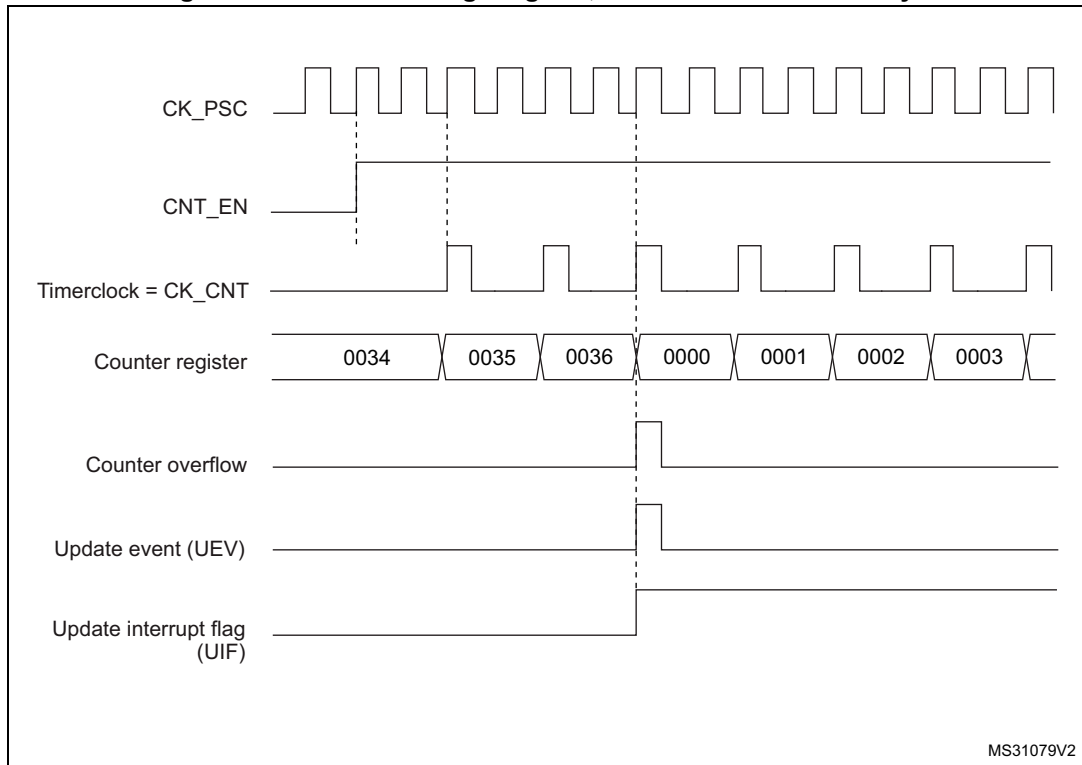 CK_PSC
CNT_EN
Timerclock = CK_CNT
Counter register 0034 0035 0036 0000 0001 0002 0003
Counter overflow
Update event (UEV)
Update interrupt flag
(UIF)
MS31079V2